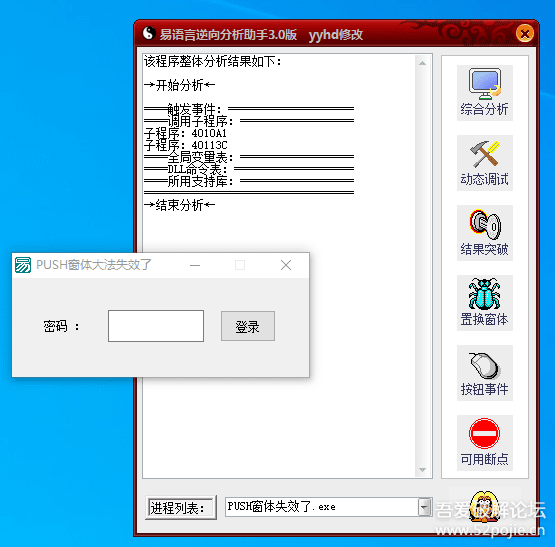 易语言逆向分析助手3.0版 yyhd修改
该程序整体分析结果如下：
→开始分析←
═══触发事件：════════════
═══调用子程序：════════════
子程序：4010A1
子程序：40113C
═══全局变量表：════════════
═══DLL命令表：════════════
═══所用支持库：════════════
═════════════════════
→结束分析←
综合分析
动态调试
结果突破
置换窗体
按钮事件
可用断点
PUSH窗体大法失效了
密码 ：
登录
进程列表：
PUSH窗体失效了.exe
吾爱破解论坛
www.52pojie.cn